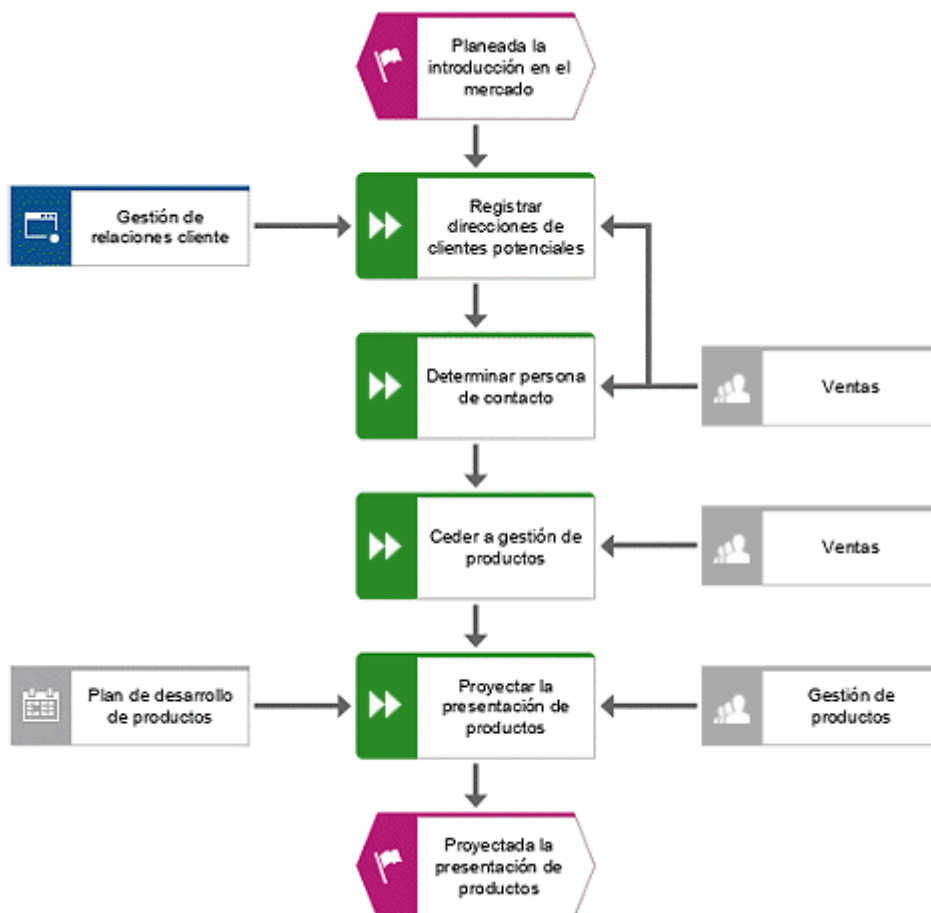 Planeada la
introducción en el
mercado
Gestión de
relaciones cliente
Registrar
direcciones de
clientes potenciales
Determinar persona
de contacto
Ventas
Ceder a gestión de
productos
Ventas
Plan de desarrollo
de productos
Proyectar la
presentación de
productos
Gestión de
productos
Proyectada la
presentación de
productos